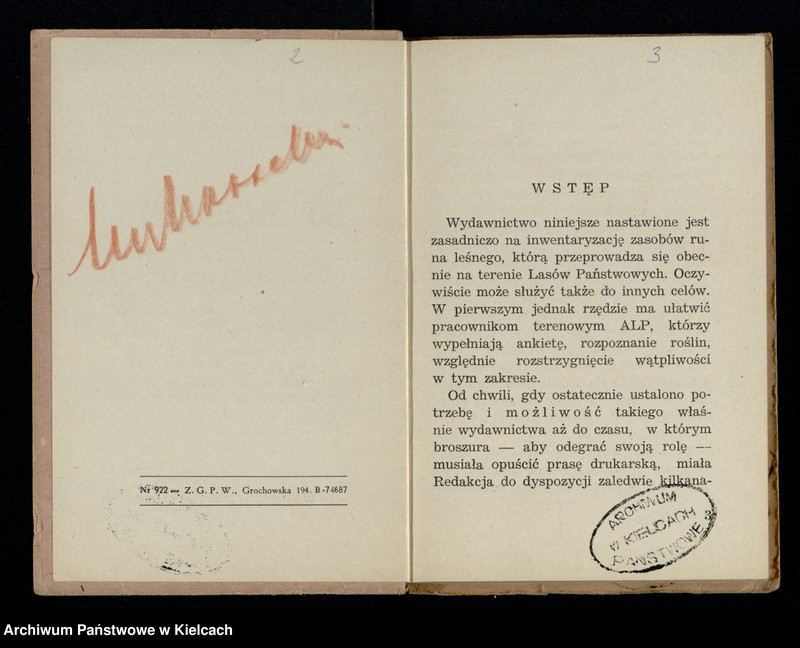 2
Nr 922 Z. G. P. W., Grochowska 194. B-74687
3
WSTĘP
Wydawnictwo niniejsze nastawione jest
zasadniczo na inwentaryzację zasobów ru-
na leśnego, którą przeprowadza się obec-
nie na terenie Lasów Państwowych. Oczy-
wiście może służyć także do innych celów.
W pierwszym jednak rzędzie ma ułatwić
pracownikom terenowym ALP, którzy
wypełniają ankietę, rozpoznanie roślin,
względnie rozstrzygnięcie wątpliwości
w tym zakresie.
Od chwili, gdy ostatecznie ustalono po-
trzebę i możliwość takiego właś-
nie wydawnictwa aż do czasu, w którym
broszura — aby odegrać swoją rolę —
musiała opuścić prasę drukarską, miała
Redakcja do dyspozycji zaledwie kilkana-
ARCHIWUM
w KIELCACH
PAŃSTWOWE
Archiwum Państwowe w Kielcach